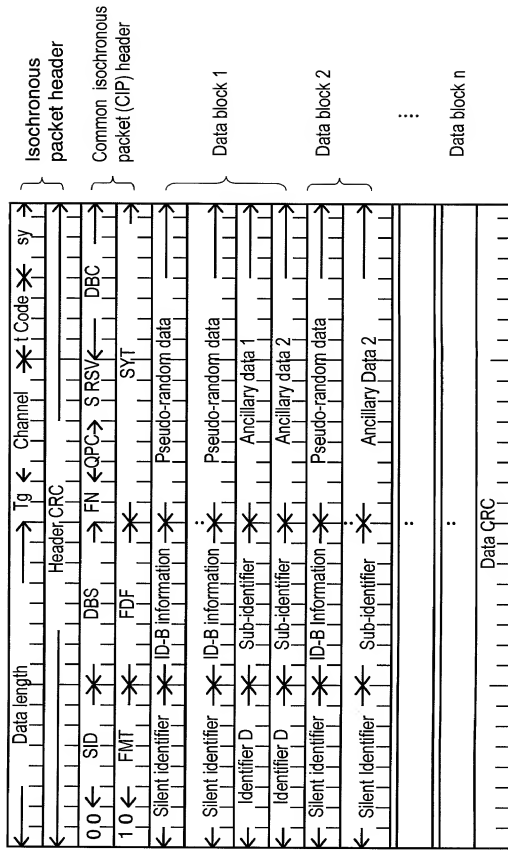 Data length Tg Channel t Code sy
Header CRC
Isochronous
packet header
0 0 SID DBS FN QPC S RSV DBC
1 0 FMT FDF SYT
Common isochronous
packet (CIP) header
Silent identifier ID-B information Pseudo-random data
:
Silent identifier ID-B information Pseudo-random data
Identifier D Sub-identifier Ancillary data 1
Identifier D Sub-identifier Ancillary data 2
Data block 1
Silent identifier ID-B Information Pseudo-random data
:
Silent Identifier Sub-identifier Ancillary Data 2
Data block 2
:
:
Data block n
Data CRC